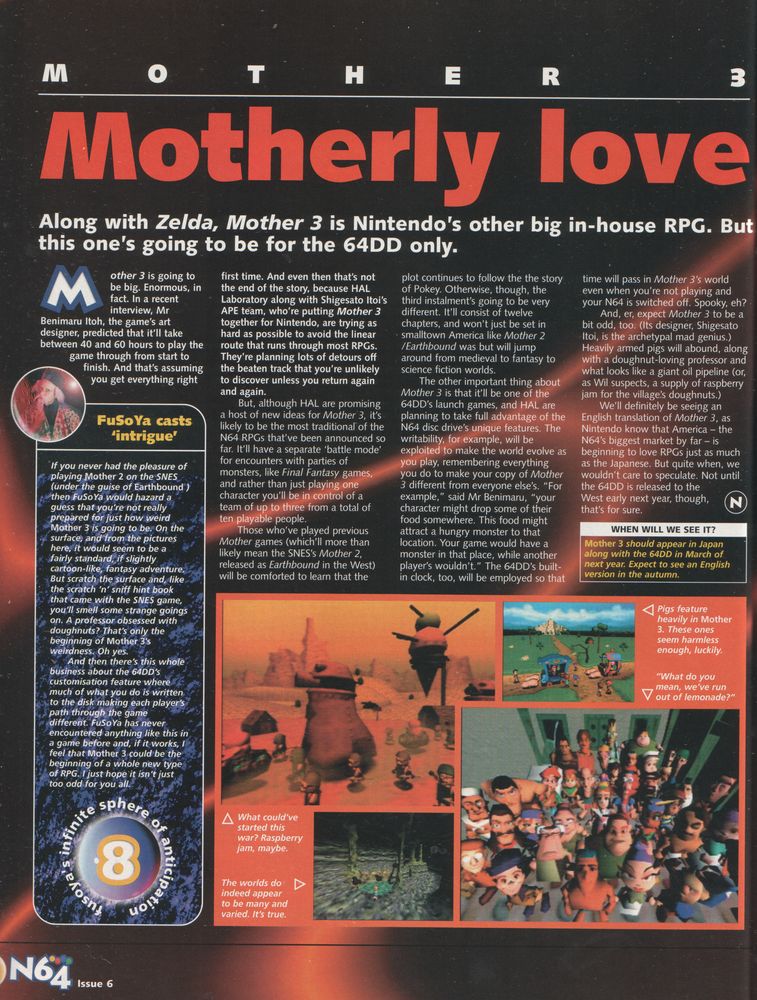 MOTHER 3
Motherly love
Along with Zelda, Mother 3 is Nintendo's other big in-house RPG. But
this one's going to be for the 64DD only.
Mother 3 is going to
be big. Enormous, in
fact. In a recent
interview, Mr
Benimaru Itoh, the game's art
designer, predicted that it'll take
between 40 and 60 hours to play the
game through from start to
finish. And that's assuming
you get everything right
first time. And even then that's not
the end of the story, because HAL
Laboratory along with Shigesato Itoi's
APE team, who're putting Mother 3
together for Nintendo, are trying as
hard as possible to avoid the linear
route that runs through most RPGs.
They're planning lots of detours off
the beaten track that you're unlikely
to discover unless you return again
and again.
But, although HAL are promising
a host of new ideas for Mother 3, it's
likely to be the most traditional of the
N64 RPGs that've been announced so
far. It'll have a separate 'battle mode'
for encounters with parties of
monsters, like Final Fantasy games,
and rather than just playing one
character you'll be in control of a
team of up to three from a total of
ten playable people.
Those who've played previous
Mother games (which'll more than
likely mean the SNES's Mother 2,
released as Earthbound in the West)
will be comforted to learn that the
plot continues to follow the the story
of Pokey. Otherwise, though, the
third instalment's going to be very
different. It'll consist of twelve
chapters, and won't just be set in
smalltown America like Mother 2
/Earthbound was but will jump
around from medieval to fantasy to
science fiction worlds.
The other important thing about
Mother 3 is that it'll be one of the
64DD's launch games, and HAL are
planning to take full advantage of the
N64 disc drive's unique features. The
writability, for example, will be
exploited to make the world evolve as
you play, remembering everything
you do to make your copy of Mother
3 different from everyone else's. "For
example," said Mr Benimaru, "your
character might drop some of their
food somewhere. This food might
attract a hungry monster to that
location. Your game would have a
monster in that place, while another
player's wouldn't." The 64DD's built-
in clock, too, will be employed so that
time will pass in Mother 3's world
even when you're not playing and
your N64 is switched off. Spooky, eh?
And, er, expect Mother 3 to be a
bit odd, too. (Its designer, Shigesato
Itoi, is the archetypal mad genius.)
Heavily armed pigs will abound, along
with a doughnut-loving professor and
what looks like a giant oil pipeline (or,
as Wil suspects, a supply of raspberry
jam for the village's doughnuts.)
We'll definitely be seeing an
English translation of Mother 3, as
Nintendo know that America – the
N64's biggest market by far – is
beginning to love RPGs just as much
as the Japanese. But quite when, we
wouldn't care to speculate. Not until
the 64DD is released to the
West early next year, though,
that's for sure.
N
WHEN WILL WE SEE IT?
Mother 3 should appear in Japan
along with the 64DD in March of
next year. Expect to see an English
version in the autumn.
FuSoYa casts
'intrigue'
If you never had the pleasure of
playing Mother 2 on the SNES
(under the guise of Earthbound )
then FuSoYa would hazard a
guess that you're not really
prepared for just how weird
Mother 3 is going to be. On the
surface, and from the pictures
here, it would seem to be a
fairly standard, if slightly
cartoon-like, fantasy adventure.
But scratch the surface and, like
the scratch 'n' sniff hint book
that came with the SNES game,
you'll smell some strange goings
on. A professor obsessed with
doughnuts? That's only the
beginning of Mother 3's
weirdness. Oh yes.
And then there's this whole
business about the 64DD's
customisation feature where
much of what you do is written
to the disk making each player's
path through the game
different. FuSoYa has never
encountered anything like this in
a game before and, if it works, I
feel that Mother 3 could be the
beginning of a whole new type
of RPG. I just hope it isn't just
too odd for you all.
fusoya's infinite sphere of anticipation
8
Pigs feature
heavily in Mother
3. These ones
seem harmless
enough, luckily.
"What do you
mean, we've run
out of lemonade?"
What could've
started this
war? Raspberry
jam, maybe.
The worlds do
indeed appear
to be many and
varied. It's true.
N64 Issue 6